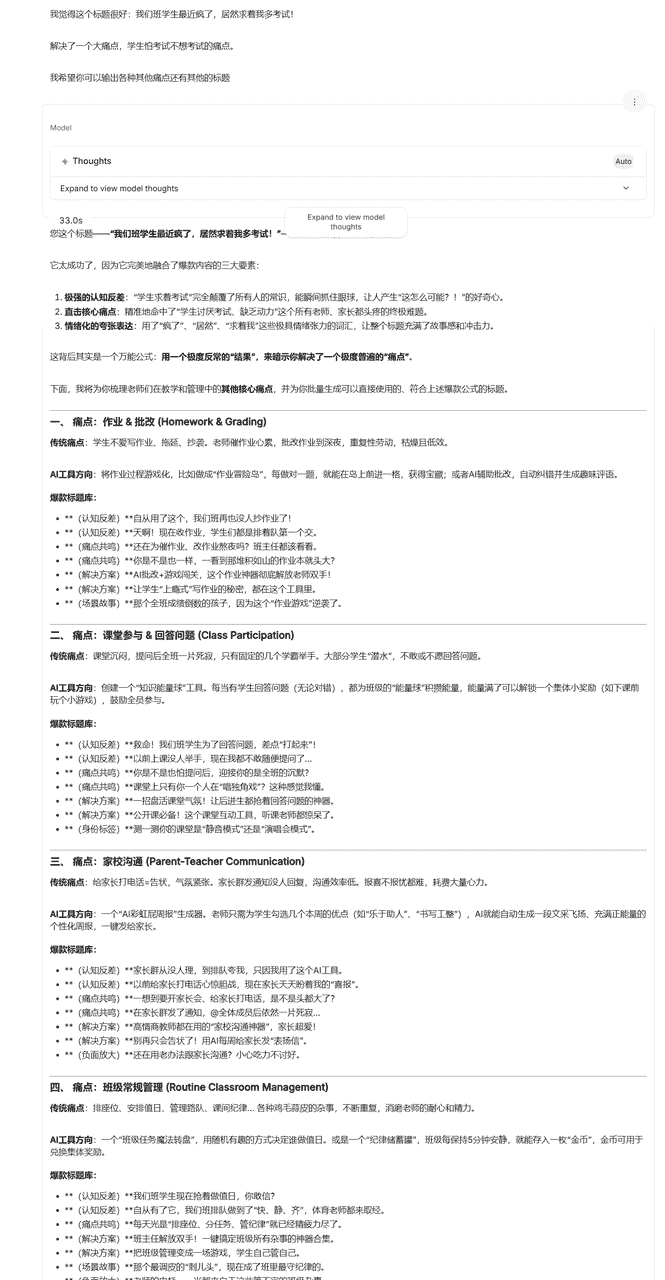 我觉得这个标题很好：我们班学生最近疯了，居然求着我多考试！
解决了一个大痛点，学生怕考试不想考试的痛点。
我希望你可以输出各种其他痛点还有其他的标题
Model
Thoughts
Auto
Expand to view model thoughts
33.0s
Expand to view model
thoughts
您这个标题——“我们班学生最近疯了，居然求着我多考试！”—
它太成功了，因为它完美地融合了爆款内容的三大要素：
1. 极强的认知反差：“学生求着考试”完全颠覆了所有人的常识，能瞬间抓住眼球，让人产生“这怎么可能？！”的好奇心。
2. 直击核心痛点：精准地命中了“学生讨厌考试、缺乏动力”这个所有老师、家长都头疼的终极难题。
3. 情绪化的夸张表达：用了“疯了”、“居然”、“求着我”这些极具情绪张力的词汇，让整个标题充满了故事感和冲击力。
这背后其实是一个万能公式：用一个极度反常的“结果”，来暗示你解决了一个极度普遍的“痛点”。
下面，我将为你梳理老师们在教学和管理中的其他核心痛点，并为你批量生成可以直接使用的、符合上述爆款公式的标题。
一、 痛点：作业 & 批改 (Homework & Grading)
传统痛点：学生不爱写作业、拖延、抄袭。老师催作业心累，批改作业到深夜，重复性劳动，枯燥且低效。
AI工具方向：将作业过程游戏化，比如做成“作业冒险岛”，每做对一题，就能在岛上前进一格，获得宝藏；或者AI辅助批改，自动纠错并生成趣味评语。
爆款标题库：
• **（认知反差）**自从用了这个，我们班再也没人抄作业了！
• **（认知反差）**天啊！现在收作业，学生们都是排着队第一个交。
• **（痛点共鸣）**还在为催作业、改作业熬夜吗？班主任都该看看。
• **（痛点共鸣）**你是不是也一样，一看到那堆积如山的作业本就头大？
• **（解决方案）**AI批改+游戏闯关，这个作业神器彻底解放老师双手！
• **（解决方案）**让学生“上瘾式”写作业的秘密，都在这个工具里。
• **（场景故事）**那个全班成绩倒数的孩子，因为这个“作业游戏”逆袭了。
二、 痛点：课堂参与 & 回答问题 (Class Participation)
传统痛点：课堂沉闷，提问后全班一片死寂，只有固定的几个学霸举手。大部分学生“潜水”，不敢或不愿回答问题。
AI工具方向：创建一个“知识能量球”工具。每当有学生回答问题（无论对错），都为班级的“能量球”积攒能量，能量满了可以解锁一个集体小奖励（如下课前
玩个小游戏），鼓励全员参与。
爆款标题库：
• **（认知反差）**救命！我们班学生为了回答问题，差点“打起来”！
• **（认知反差）**以前上课没人举手，现在我都不敢随便提问了...
• **（痛点共鸣）**你是不是也怕提问后，迎接你的是全班的沉默？
• **（痛点共鸣）**课堂上只有你一个人在“唱独角戏”？这种感觉我懂。
• **（解决方案）**一招盘活课堂气氛！让后进生都抢着回答问题的神器。
• **（解决方案）**公开课必备！这个课堂互动工具，听课老师都惊呆了。
• **（身份标签）**测一测你的课堂是“静音模式”还是“演唱会模式”。
三、 痛点：家校沟通 (Parent-Teacher Communication)
传统痛点：给家长打电话=告状，气氛紧张。家长群发通知没人回复，沟通效率低。报喜不报忧都难，耗费大量心力。
AI工具方向：一个“AI彩虹屁周报”生成器。老师只需为学生勾选几个本周的优点（如“乐于助人”、“书写工整”），AI就能自动生成一段文采飞扬、充满正能量的
个性化周报，一键发给家长。
爆款标题库：
• **（认知反差）**家长群从没人理，到排队夸我，只因我用了这个AI工具。
• **（认知反差）**以前给家长打电话心惊胆战，现在家长天天盼着我的“喜报”。
• **（痛点共鸣）**一想到要开家长会、给家长打电话，是不是头都大了？
• **（痛点共鸣）**在家长群发了通知，@全体成员后依然一片死寂...
• **（解决方案）**高情商教师都在用的“家校沟通神器”，家长超爱！
• **（解决方案）**别再只会告状了！用AI每周给家长发“表扬信”。
• **（负面放大）**还在用老办法跟家长沟通？小心吃力不讨好。
四、 痛点：班级常规管理 (Routine Classroom Management)
传统痛点：排座位、安排值日、管理路队、课间纪律... 各种鸡毛蒜皮的杂事，不断重复，消磨老师的耐心和精力。
AI工具方向：一个“班级任务魔法转盘”，用随机有趣的方式决定谁做值日。或是一个“纪律储蓄罐”，班级每保持5分钟安静，就能存入一枚“金币”，金币可用于
兑换集体奖励。
爆款标题库：
• **（认知反差）**我们班学生现在抢着做值日，你敢信？
• **（认知反差）**自从有了它，我们班排队做到了“快、静、齐”，体育老师都来取经。
• **（痛点共鸣）**每天光是“排座位、分任务、管纪律”就已经精疲力尽了。
• **（解决方案）**班主任解放双手！一键搞定班级所有杂事的神器合集。
• **（解决方案）**把班级管理变成一场游戏，学生自己管自己。
• **（场景故事）**那个最调皮的“刺儿头”，现在成了班里最守纪律的。